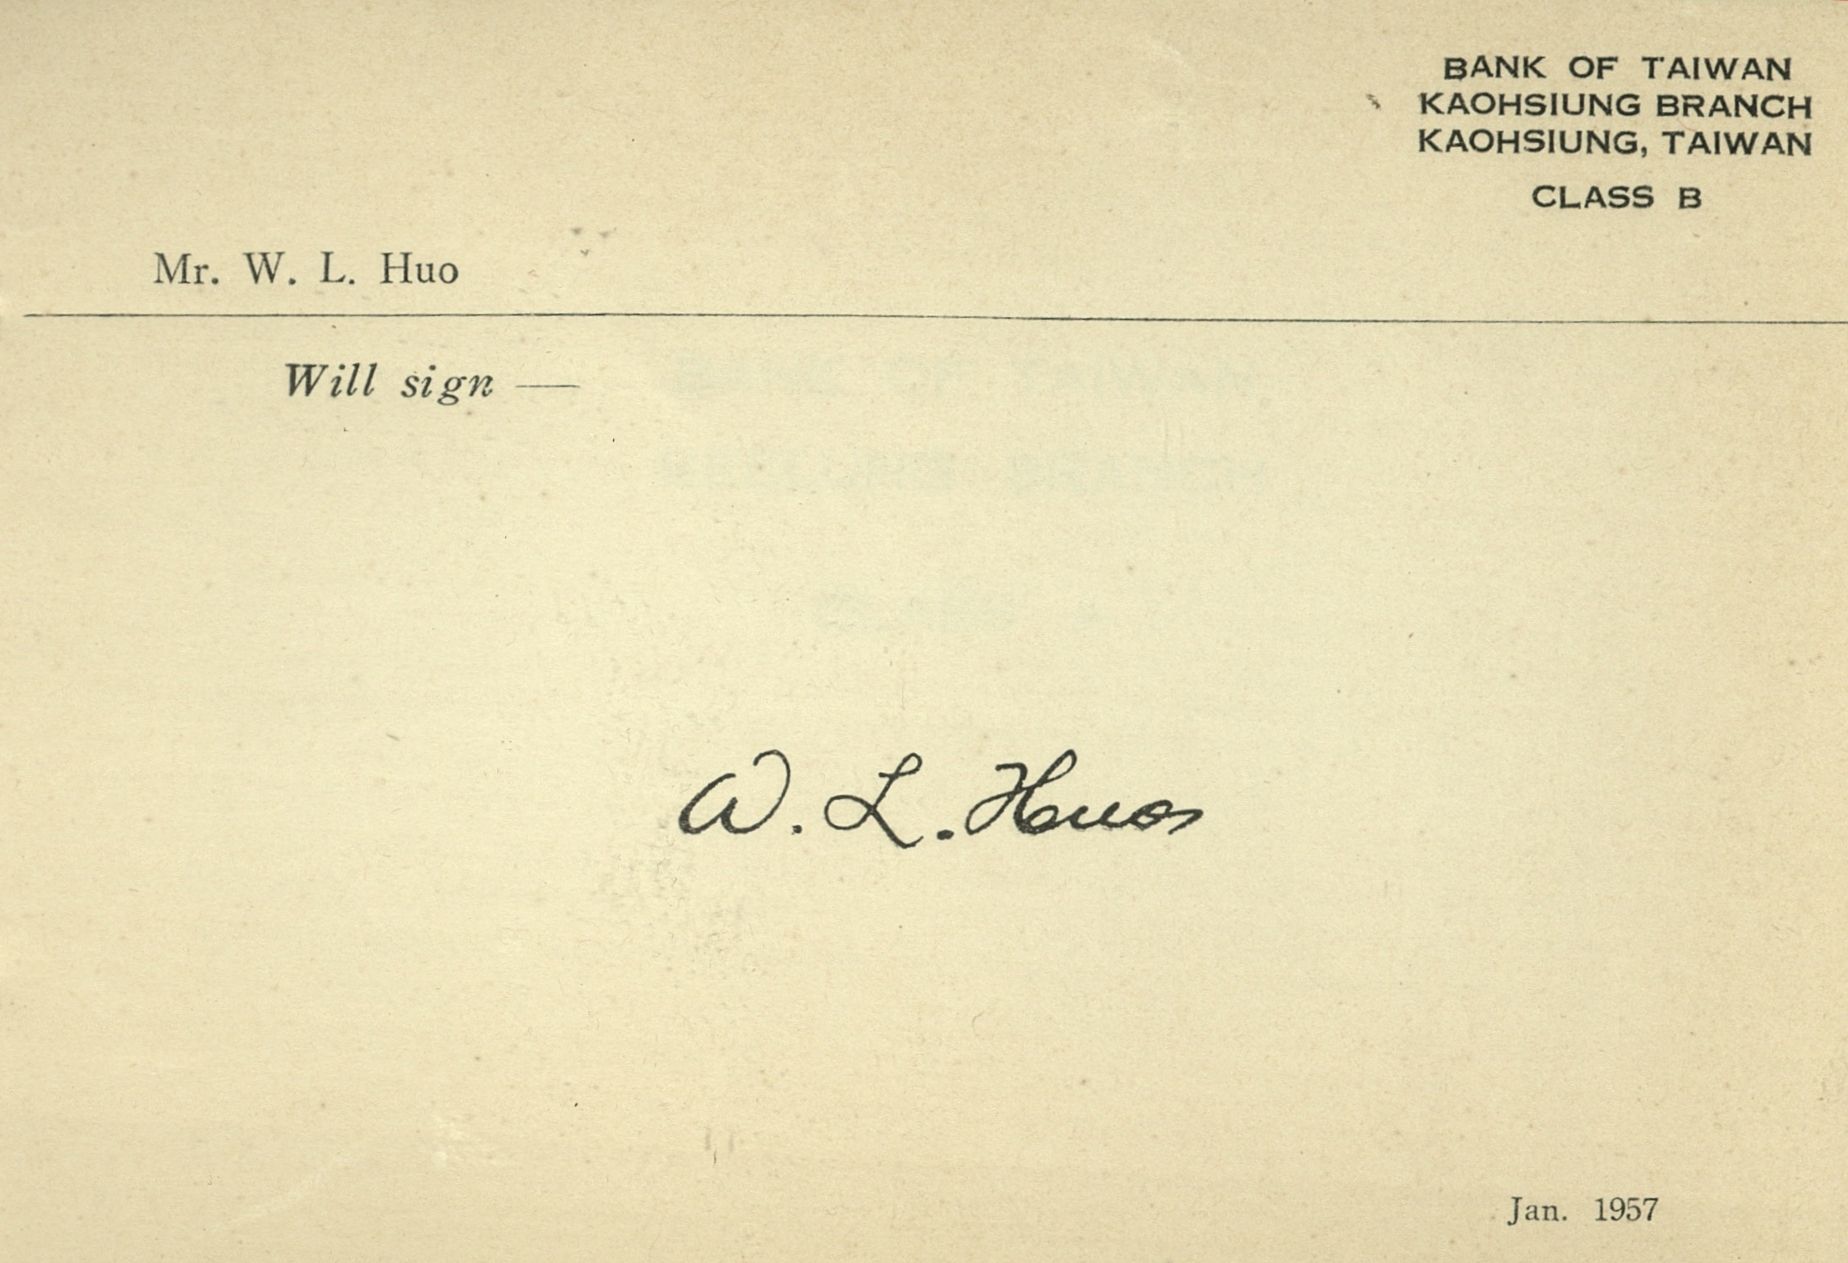 BANK OF TAIWAN
KAOHSIUNG BRANCH
KAOHSIUNG, TAIWAN
CLASS B
Mr. W. L. Huo
Will sign —
W. L. Huo
Jan. 1957